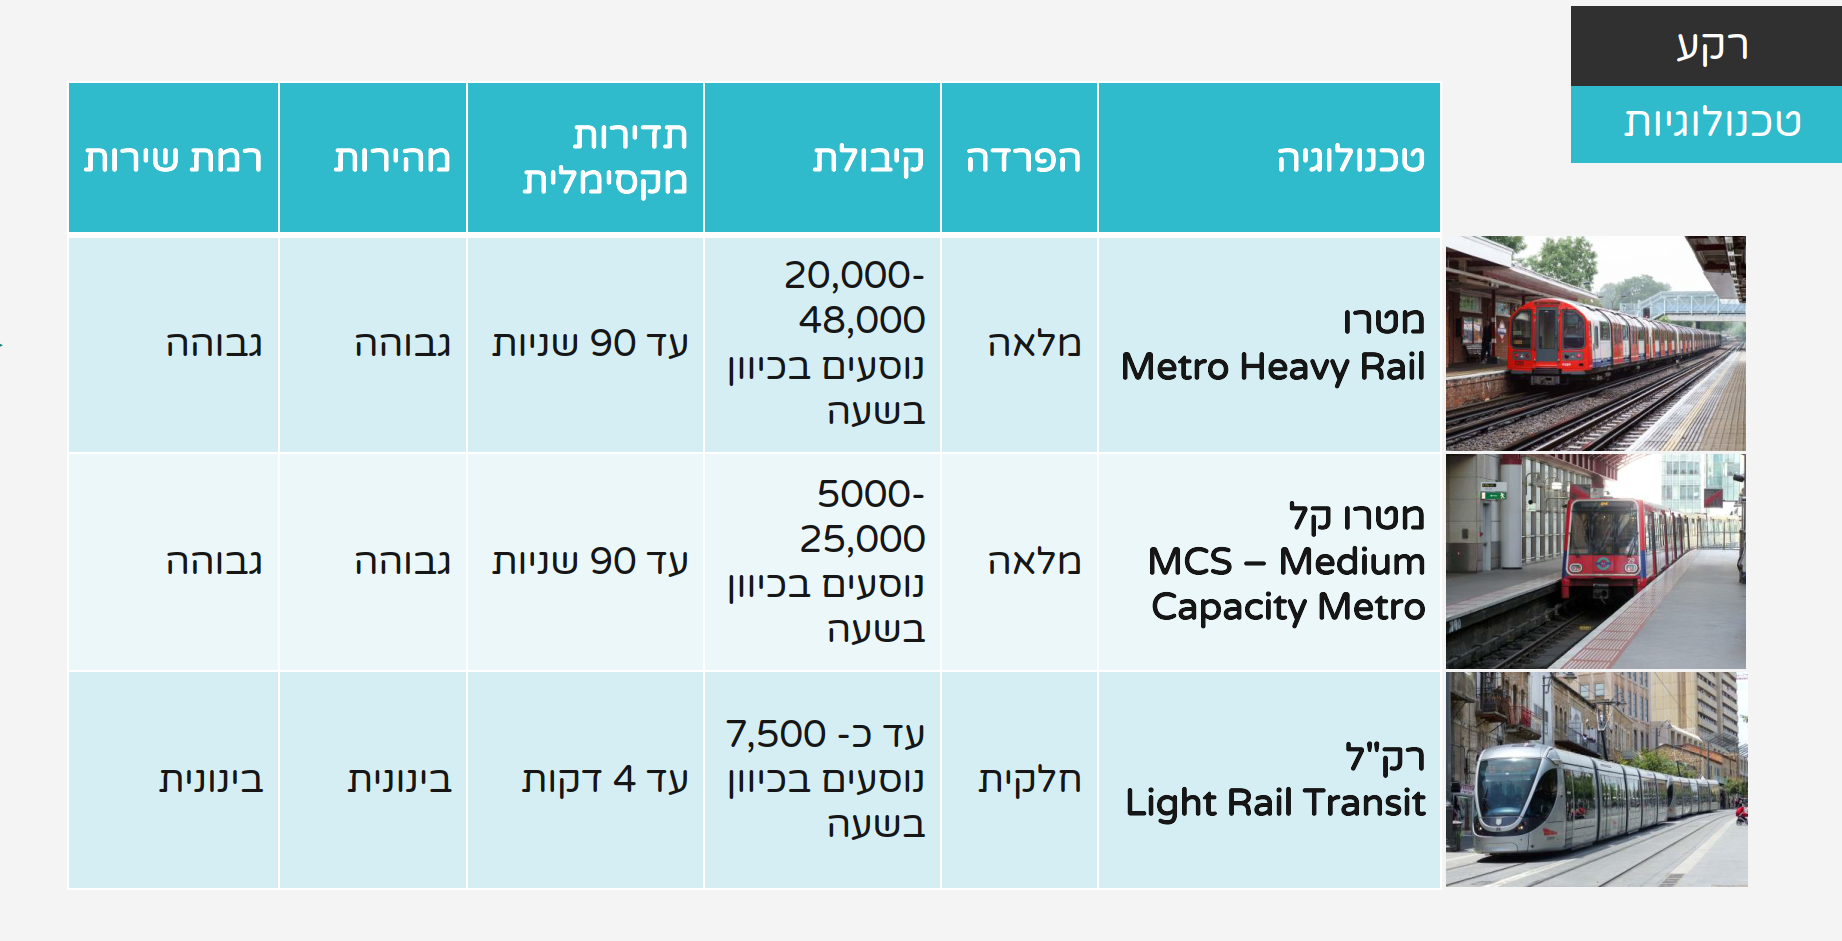 רקע
טכנולוגיות
טכנולוגיה
הפרדה
קיבולת
תדירות
מקסימלית
מהירות
רמת שירות
מטרו
Metro Heavy Rail
מלאה
20,000-
48,000
נוסעים בכיוון
בשעה
עד 90 שניות
גבוהה
גבוהה
מטרו קל
MCS – Medium
Capacity Metro
מלאה
5000-
25,000
נוסעים בכיוון
בשעה
עד 90 שניות
גבוהה
גבוהה
רק"ל
Light Rail Transit
חלקית
עד כ- 7,500
נוסעים בכיוון
בשעה
עד 4 דקות
בינונית
בינונית